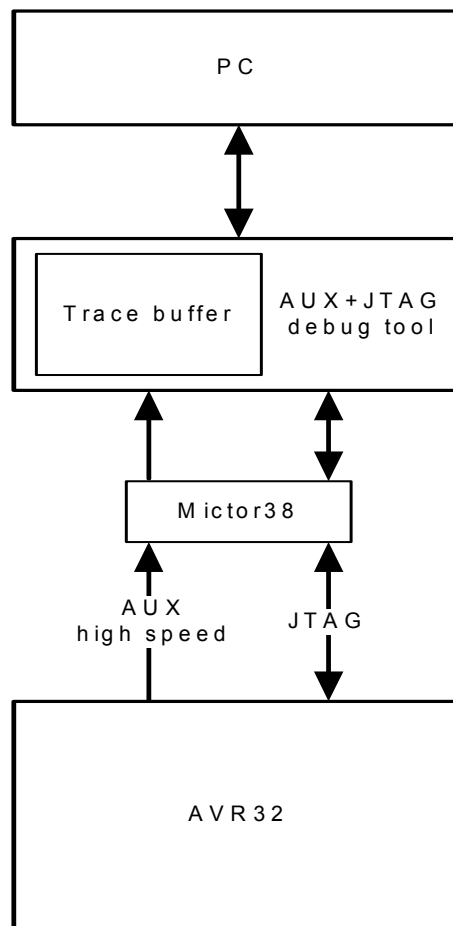 PC
Trace buffer
AUX+JTAG
debug tool
Mictor38
AUX
high speed
JTAG
AVR32